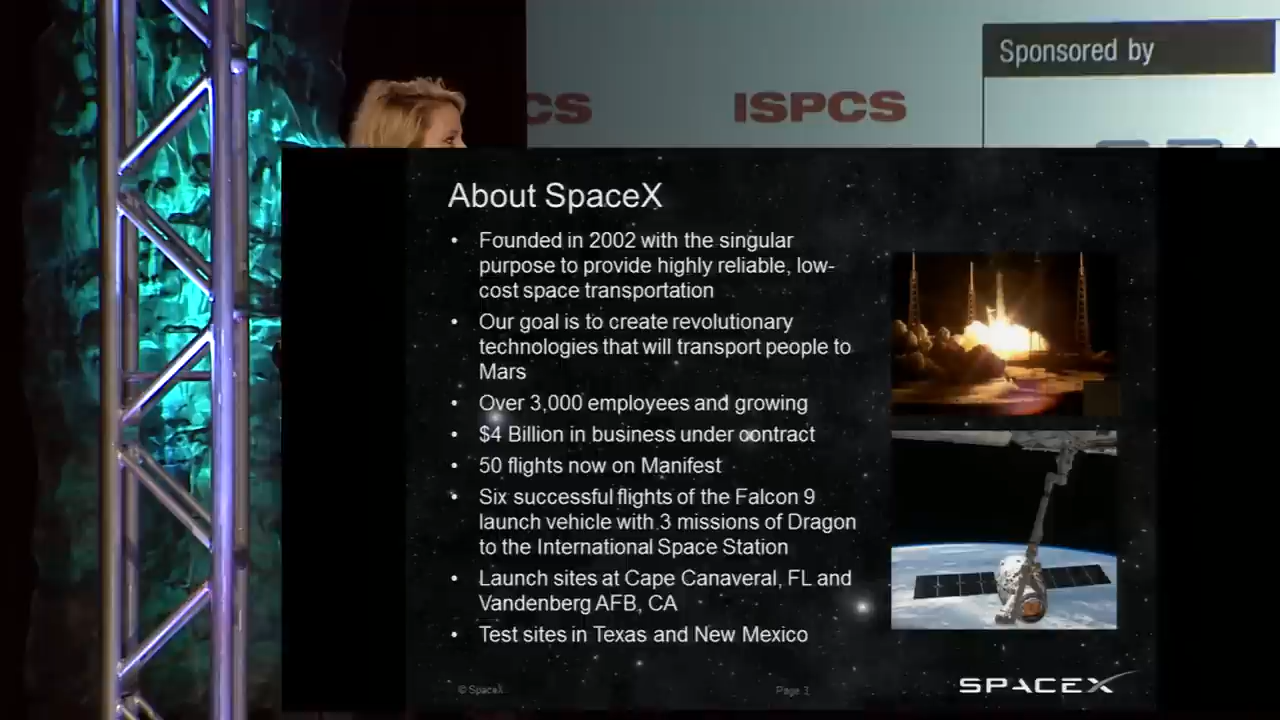 Sponsored by
CS
ISPCS
About SpaceX
• Founded in 2002 with the singular
purpose to provide highly reliable, low-
cost space transportation
• Our goal is to create revolutionary
technologies that will transport people to
Mars
• Over 3,000 employees and growing
• $4 Billion in business under contract
• 50 flights now on Manifest
• Six successful flights of the Falcon 9
launch vehicle with 3 missions of Dragon
to the International Space Station
• Launch sites at Cape Canaveral, FL and
Vandenberg AFB, CA
• Test sites in Texas and New Mexico
© SpaceX
Page 3
SPACEX